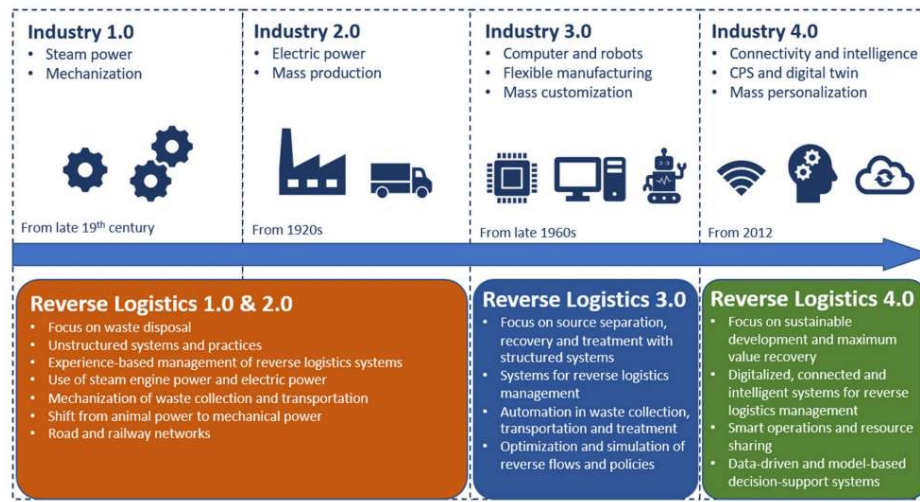 Industry 1.0
• Steam power
• Mechanization
From late 19th century
Industry 2.0
• Electric power
• Mass production
From 1920s
Industry 3.0
• Computer and robots
• Flexible manufacturing
• Mass customization
From late 1960s
Industry 4.0
• Connectivity and intelligence
• CPS and digital twin
• Mass personalization
From 2012
Reverse Logistics 1.0 & 2.0
• Focus on waste disposal
• Unstructured systems and practices
• Experience-based management of reverse logistics systems
• Use of steam engine power and electric power
• Mechanization of waste collection and transportation
• Shift from animal power to mechanical power
• Road and railway networks
Reverse Logistics 3.0
• Focus on source separation,
recovery and treatment with
structured systems
• Systems for reverse logistics
management
• Automation in waste collection,
transportation and treatment
• Optimization and simulation of
reverse flows and policies
Reverse Logistics 4.0
• Focus on sustainable
development and maximum
value recovery
• Digitalized, connected and
intelligent systems for reverse
logistics management
• Smart operations and resource
sharing
• Data-driven and model-based
decision-support systems